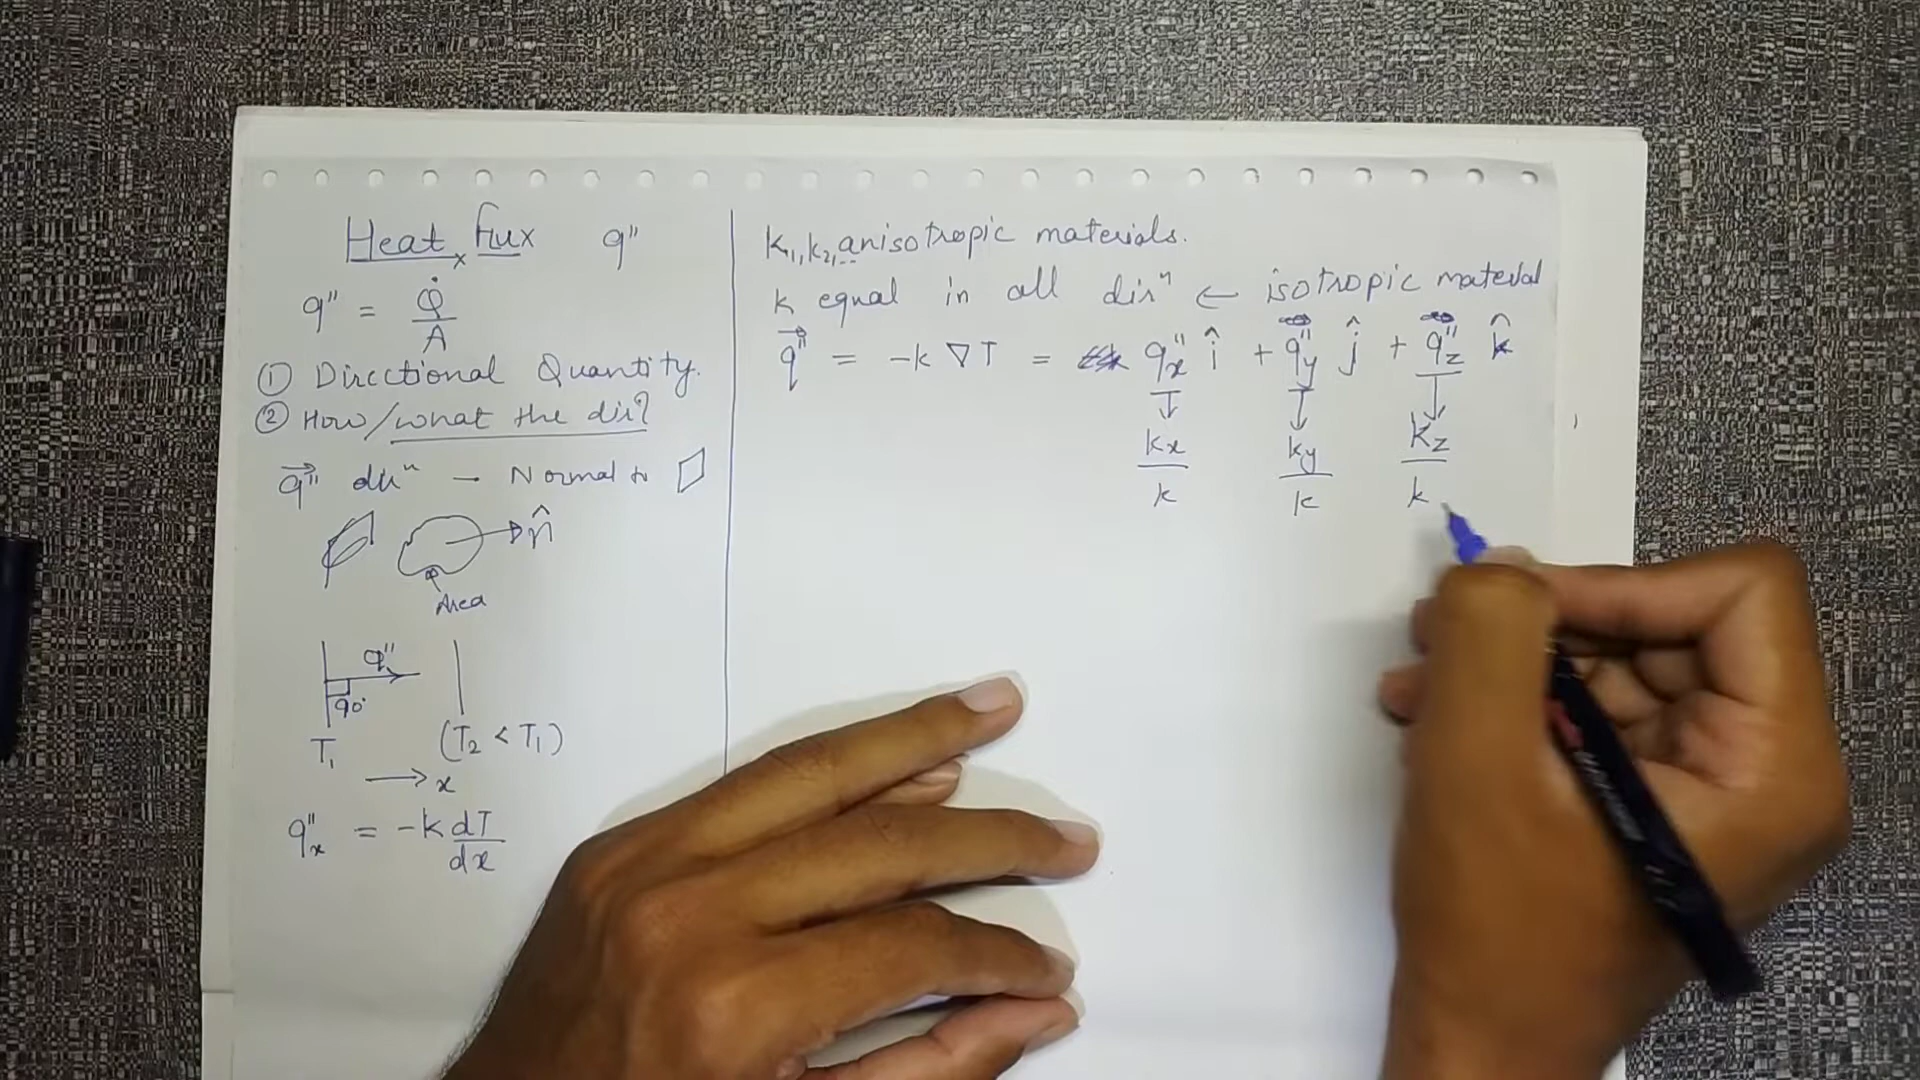 Heat Flux q"
q" = Q̇/A
① Directional Quantity.
② How/what the dir?
q⃗" dirⁿ – Normal to
n̂
Area
q"
90°
T₁ (T₂ < T₁)
→ x
q"ₓ = -k dT/dx
k₁,k₂,.. anisotropic materials.
k equal in all dirⁿ ← isotropic material
q⃗" = -k ∇T = q"ₓ î + q"y ĵ + q"z k̂
kx ky kz
k k k